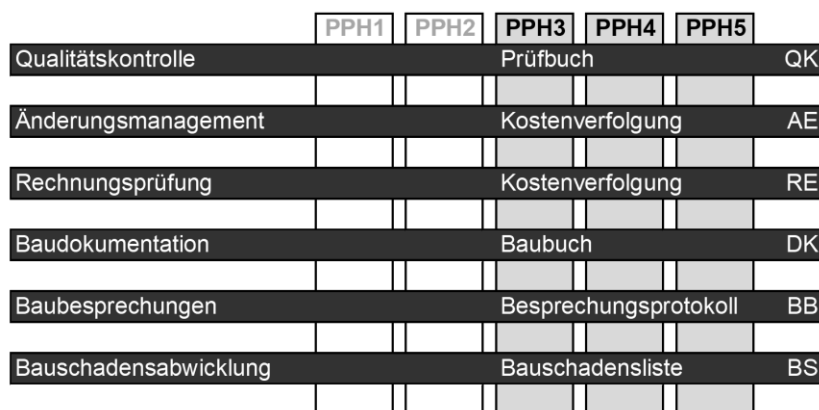 PPH1 PPH2 PPH3 PPH4 PPH5
Qualitätskontrolle Prüfbuch QK
Änderungsmanagement Kostenverfolgung AE
Rechnungsprüfung Kostenverfolgung RE
Baudokumentation Baubuch DK
Baubesprechungen Besprechungsprotokoll BB
Bauschadensabwicklung Bauschadensliste BS